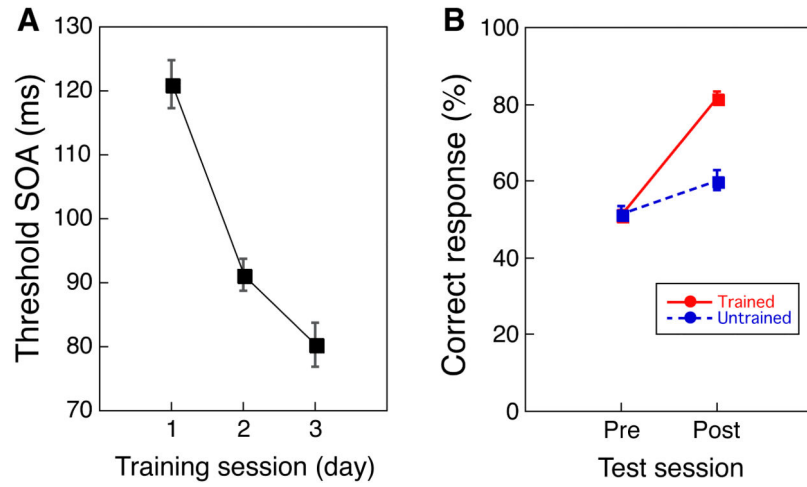 A
Threshold SOA (ms)
130
120
110
100
90
80
70
1 2 3
Training session (day)
B
Correct response (%)
100
80
60
40
20
0
Trained
Untrained
Pre Post
Test session